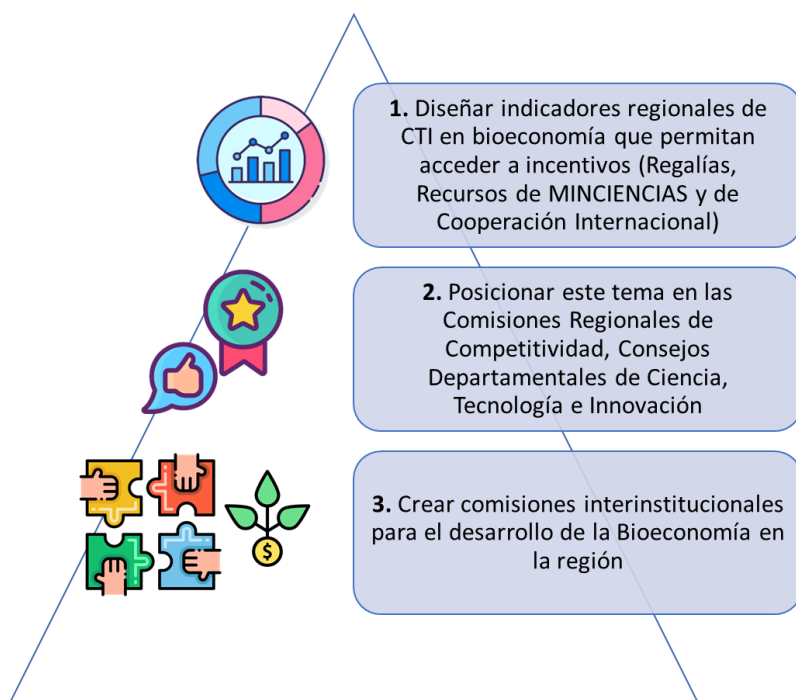 1. Diseñar indicadores regionales de
CTI en bioeconomía que permitan
acceder a incentivos (Regalías,
Recursos de MINCIENCIAS y de
Cooperación Internacional)
2. Posicionar este tema en las
Comisiones Regionales de
Competitividad, Consejos
Departamentales de Ciencia,
Tecnología e Innovación
$
3. Crear comisiones interinstitucionales
para el desarrollo de la Bioeconomía en
la región